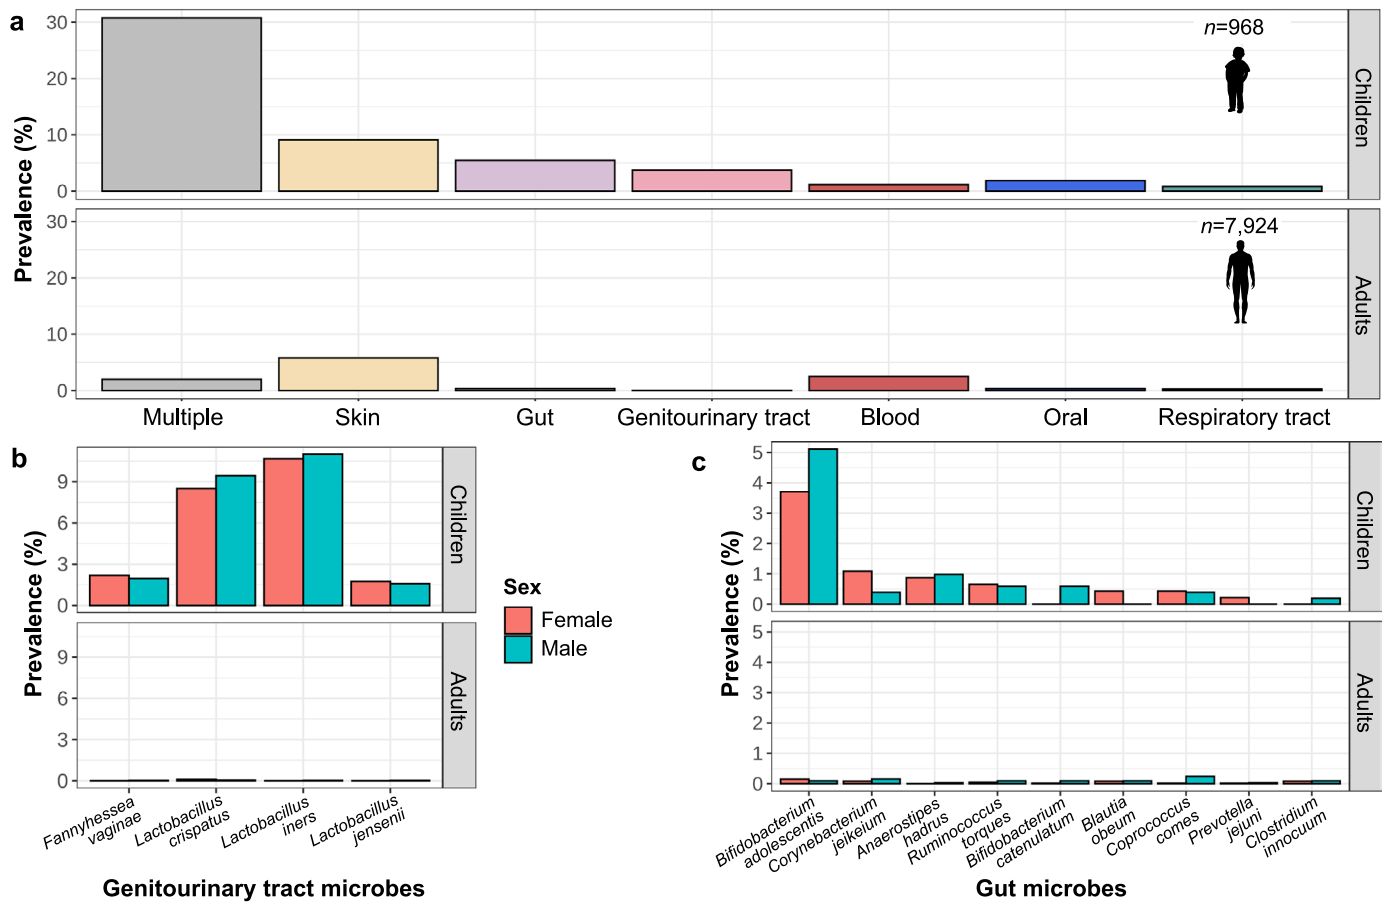 a
Prevalence (%)
30
20
10
0
n=968
Children
30
20
10
0
n=7,924
Adults
Multiple
Skin
Gut
Genitourinary tract
Blood
Oral
Respiratory tract
b
Prevalence (%)
9
6
3
0
Children
9
6
3
0
Adults
Fannyhessea
vaginae
Lactobacillus
crispatus
Lactobacillus
iners
Lactobacillus
jensenii
Genitourinary tract microbes
Sex
Female
Male
c
Prevalence (%)
5
4
3
2
1
0
Children
5
4
3
2
1
0
Adults
Bifidobacterium
adolescentis
Corynebacterium
jeikeium
Anaerostipes
hadrus
Ruminococcus
torques
Bifidobacterium
catenulatum
Blautia
obeum
Coprococcus
comes
Prevotella
jejuni
Clostridium
innocuum
Gut microbes